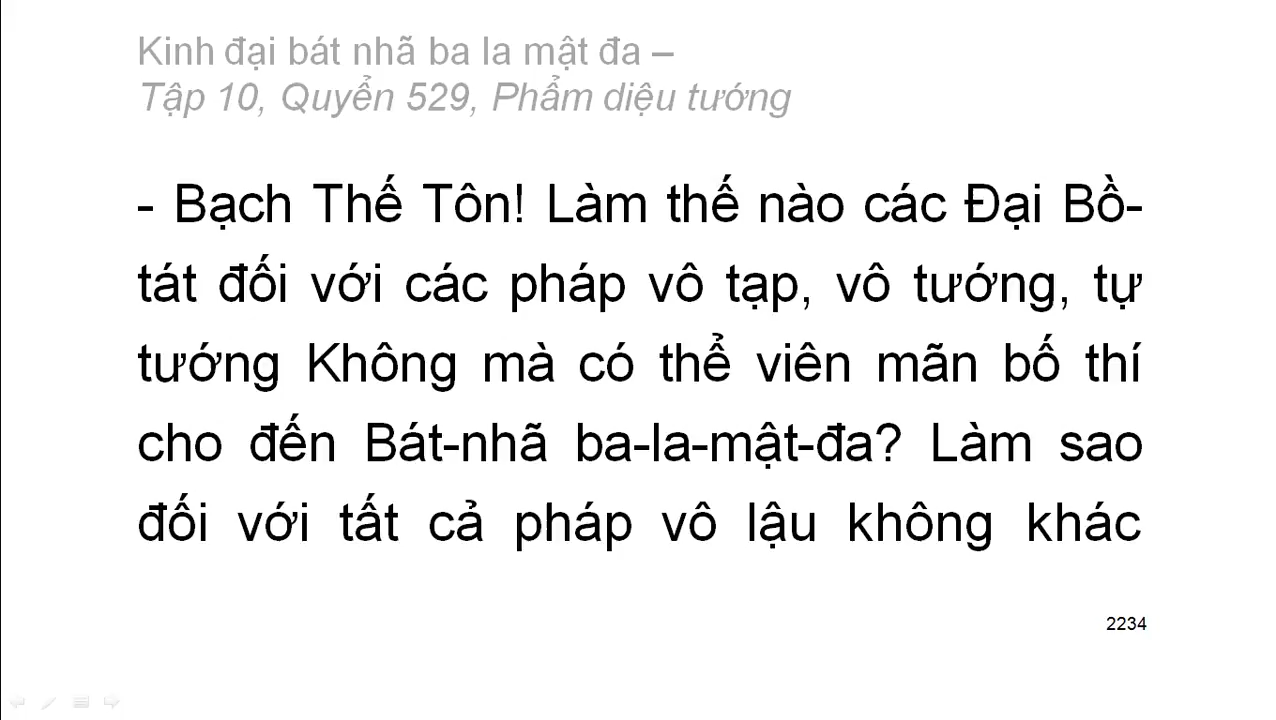 Kinh đại bát nhã ba la mật đa –
Tập 10, Quyển 529, Phẩm diệu tướng
- Bạch Thế Tôn! Làm thế nào các Đại Bồ-
tát đối với các pháp vô tạp, vô tướng, tự
tướng Không mà có thể viên mãn bố thí
cho đến Bát-nhã ba-la-mật-đa? Làm sao
đối với tất cả pháp vô lậu không khác
2234